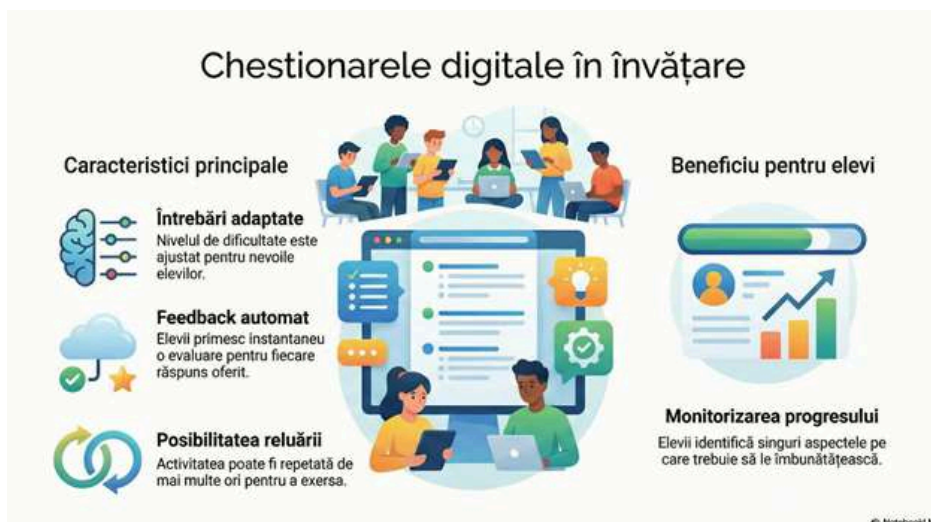 Chestionarele digitale în învățare
Caracteristici principale
Întrebări adaptate
Nivelul de dificultate este
ajustat pentru nevoile
elevilor.
Feedback automat
Elevii primesc instantaneu
o evaluare pentru fiecare
răspuns oferit.
Posibilitatea reluării
Activitatea poate fi repetată de
mai multe ori pentru a exersa.
Beneficiu pentru elevi
Monitorizarea progresului
Elevii identifică singuri aspectele pe
care trebuie să le îmbunătățească.